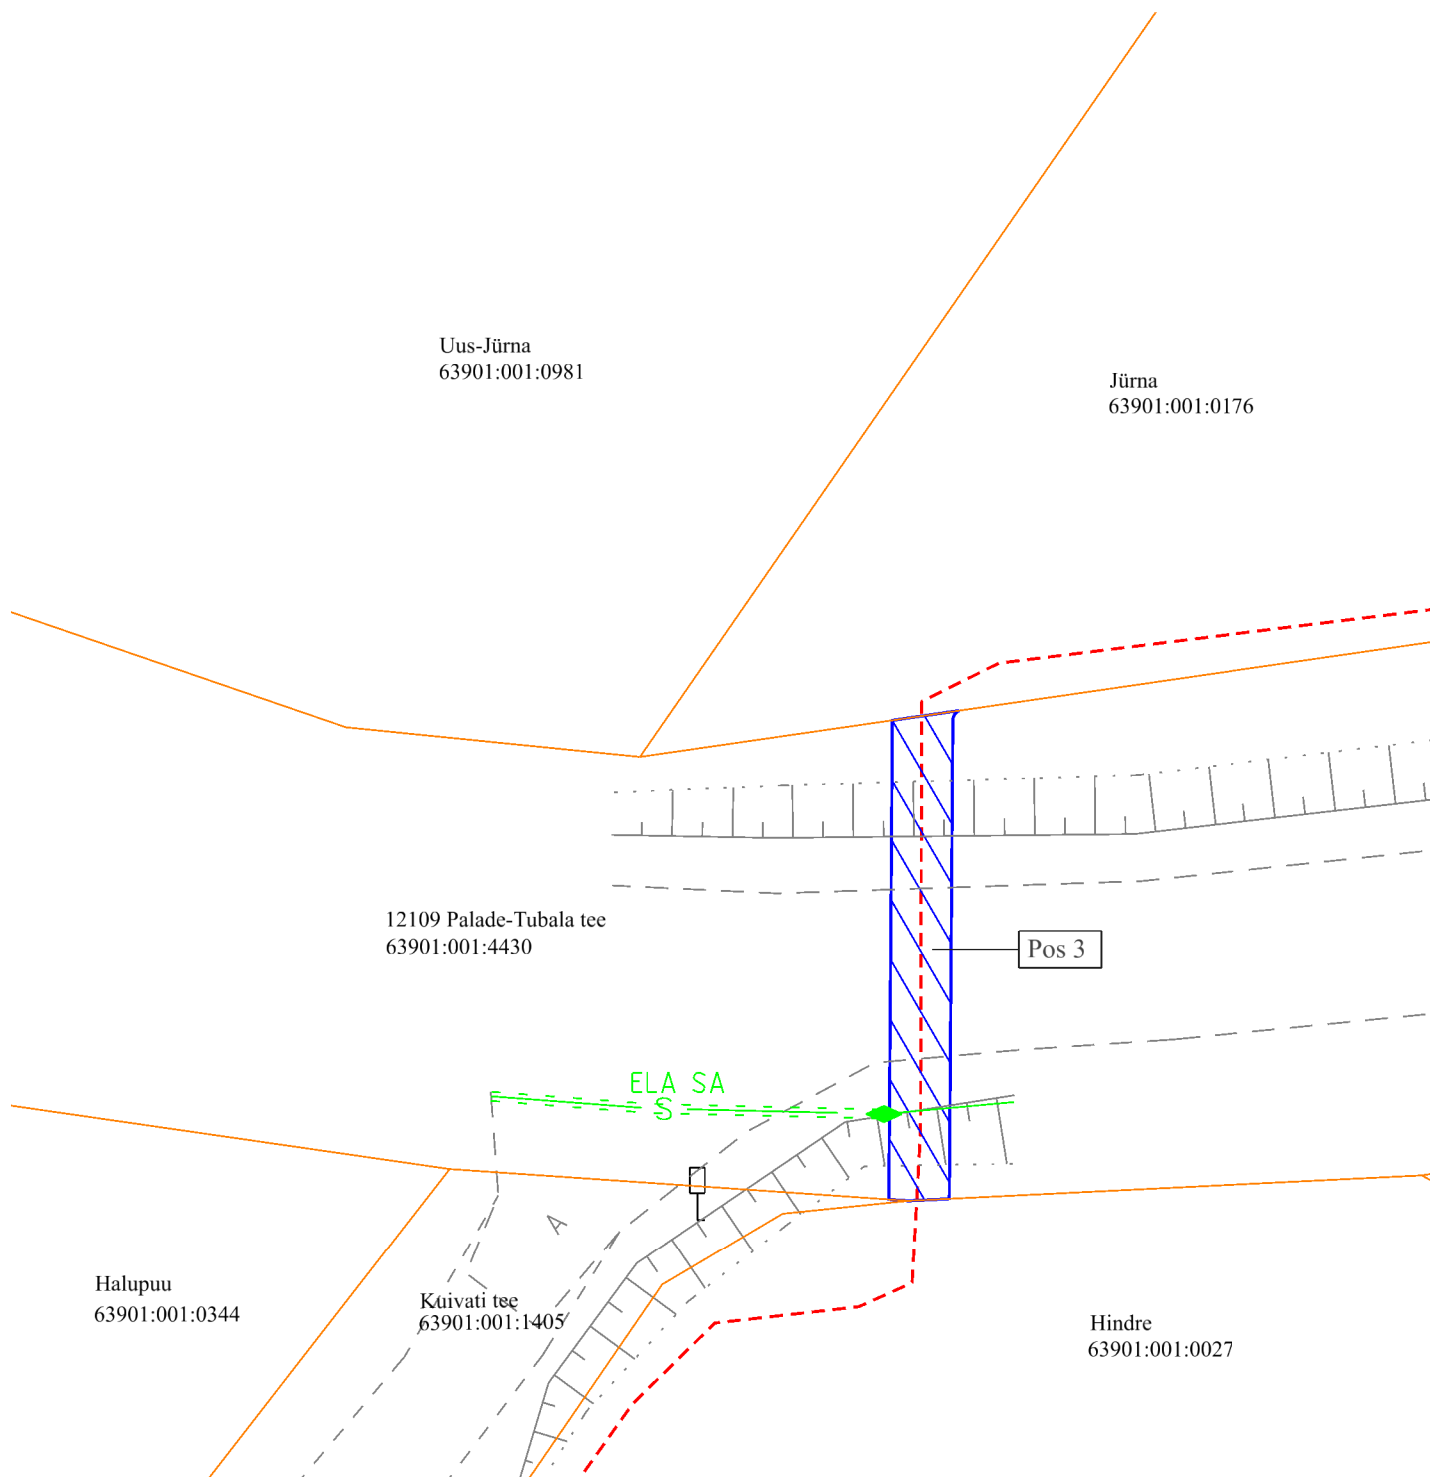 Uus-Jürna
63901:001:0981
Jürna
63901:001:0176
12109 Palade-Tubala tee
63901:001:4430
Pos 3
ELA SA
S
A
Halupuu
63901:001:0344
Kuivati tee
63901:001:1405
Hindre
63901:001:0027